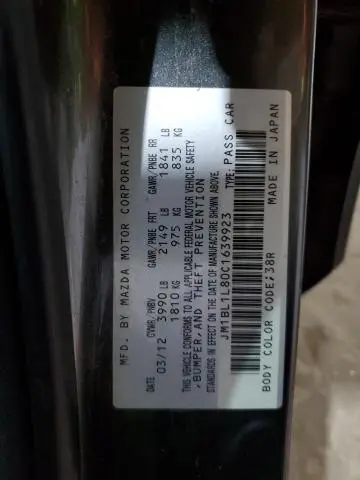 MFD. BY MAZDA MOTOR CORPORATION
DATE GVWR/PNBV GAWR/PNBE FRT GAWR/PNBE RR
03/12 3990 LB 2149 LB 1841 LB
1810 KG 975 KG 835 KG
THIS VEHICLE CONFORMS TO ALL APPLICABLE FEDERAL MOTOR VEHICLE SAFETY
,BUMPER,AND THEFT PREVENTION
STANDARDS IN EFFECT ON THE DATE OF MANUFACTURE SHOWN ABOVE.
JM1BL1L80C1639923 TYPE: PASS CAR
BODY COLOR CODE;38R MADE IN JAPAN